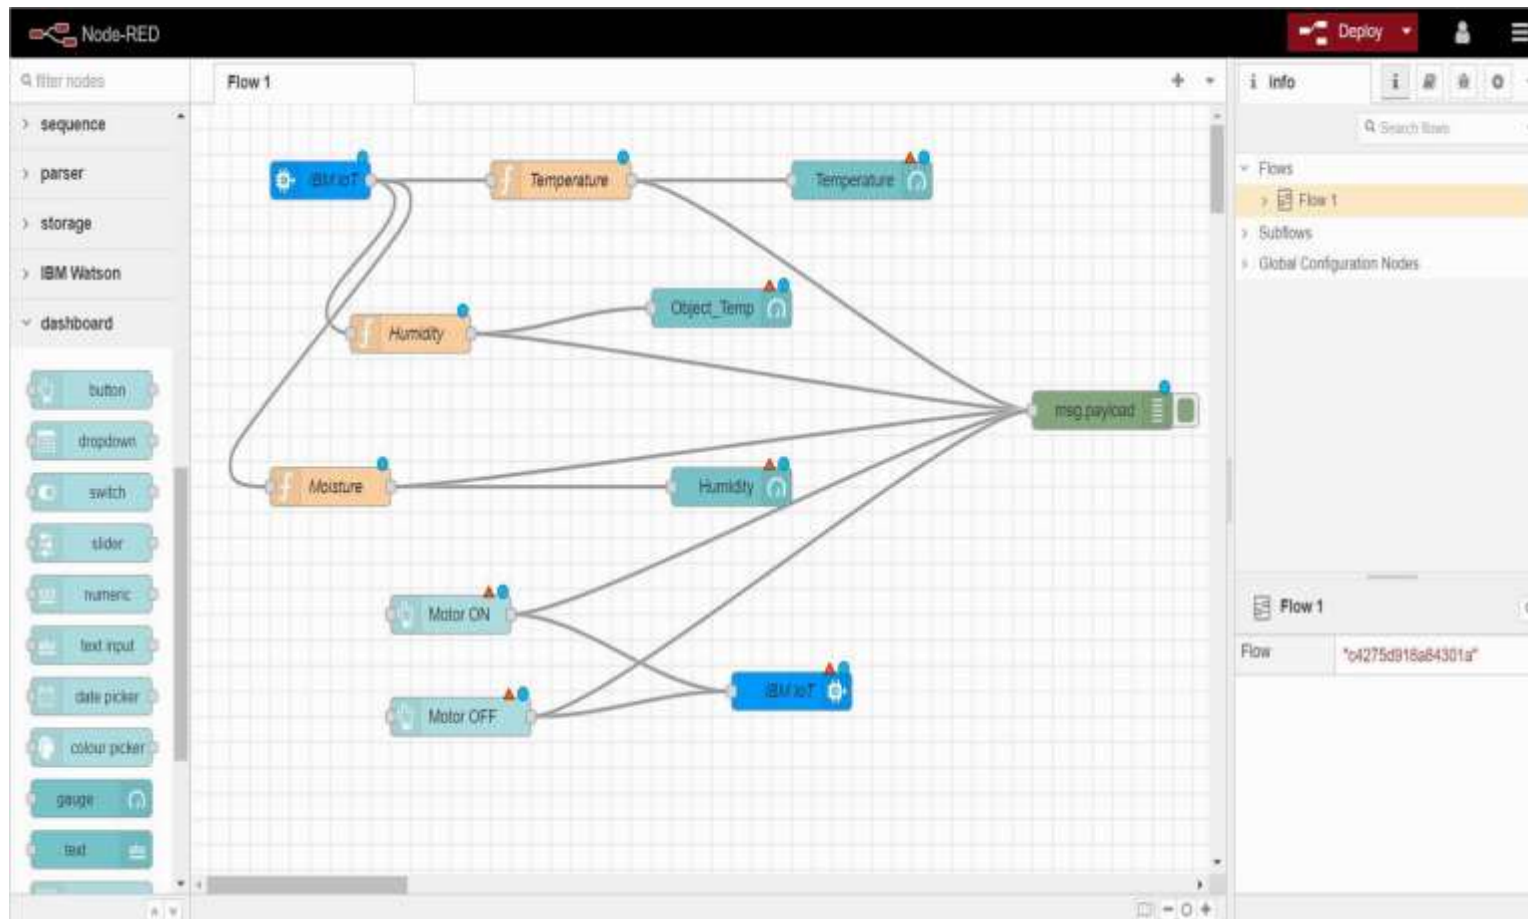 Node-RED
Deploy
filter nodes
Flow 1
info
i
Search flows
sequence
parser
storage
IBM Watson
dashboard
button
dropdown
switch
slider
numeric
text input
date picker
colour picker
gauge
text
IBM IoT
Temperature
Temperature
Object_Temp
Humidity
msg.payload
Moisture
Humidity
Motor ON
IBM IoT
Motor OFF
Flows
Flow 1
Subflows
Global Configuration Nodes
Flow 1
Flow "c4275d918a84301a"